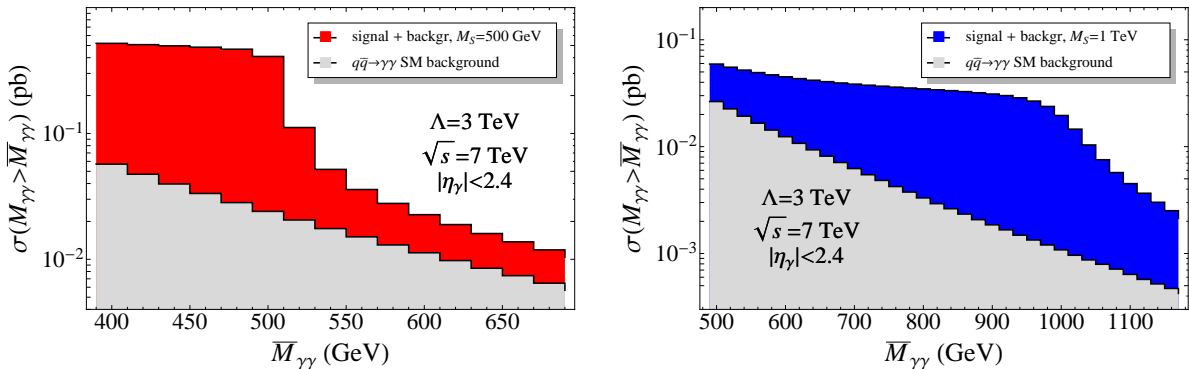 σ(M_γγ>M̅_γγ) (pb)
10⁻¹
10⁻²
signal + backgr, M_S=500 GeV
qq̅→γγ SM background
Λ=3 TeV
√s=7 TeV
|η_γ|<2.4
400 450 500 550 600 650
M̅_γγ (GeV)
σ(M_γγ>M̅_γγ) (pb)
10⁻¹
10⁻²
10⁻³
signal + backgr, M_S=1 TeV
qq̅→γγ SM background
Λ=3 TeV
√s=7 TeV
|η_γ|<2.4
500 600 700 800 900 1000 1100
M̅_γγ (GeV)